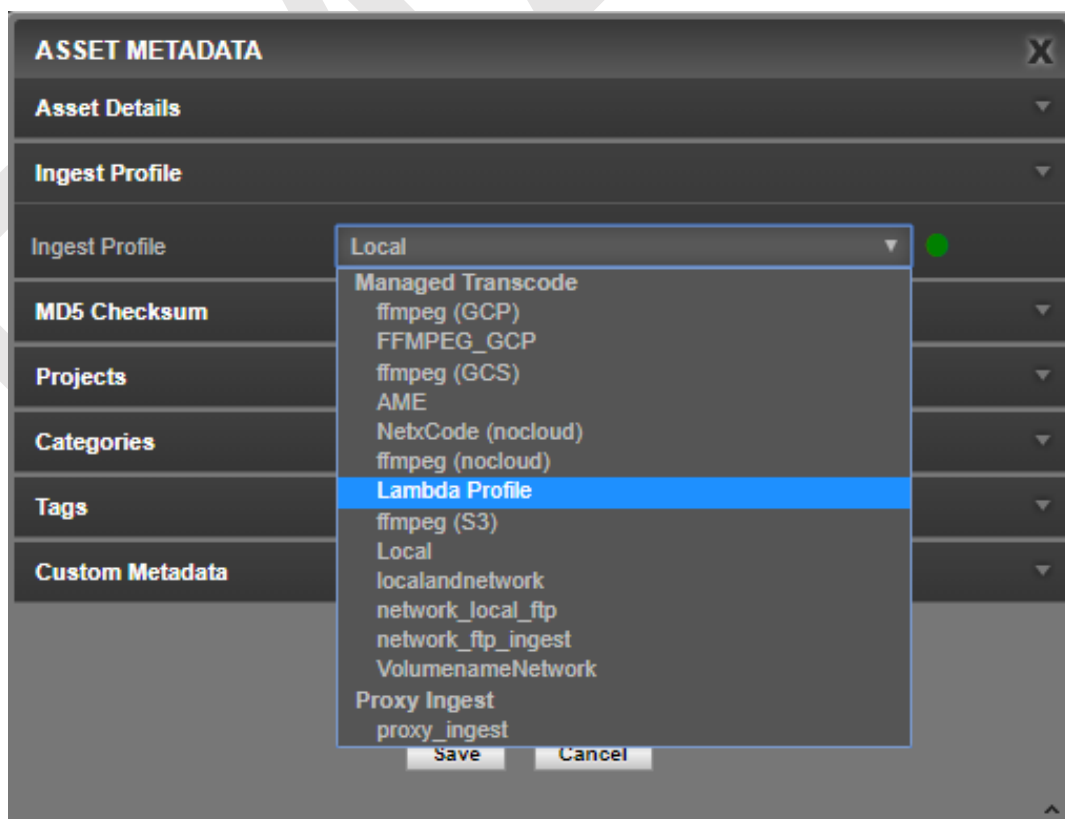 ASSET METADATA X
Asset Details
Ingest Profile
Ingest Profile Local
Managed Transcode
ffmpeg (GCP)
FFMPEG_GCP
ffmpeg (GCS)
AME
NetxCode (nocloud)
ffmpeg (nocloud)
Lambda Profile
ffmpeg (S3)
Local
localandnetwork
network_local_ftp
network_ftp_ingest
VolumenameNetwork
Proxy Ingest
proxy_ingest
MD5 Checksum
Projects
Categories
Tags
Custom Metadata
Save Cancel